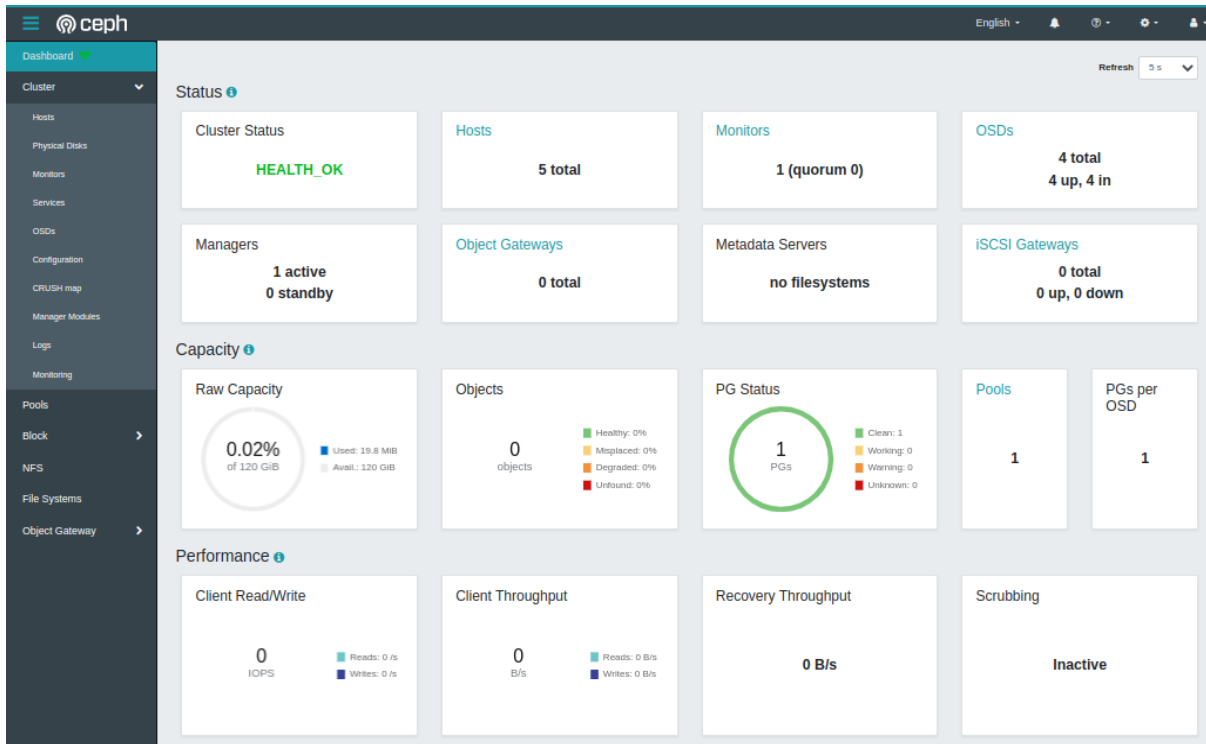 ceph
English
Dashboard
Cluster
Hosts
Physical Disks
Monitors
Services
OSDs
Configuration
CRUSH map
Manager Modules
Logs
Monitoring
Pools
Block
NFS
File Systems
Object Gateway
Refresh 5 s
Status
Cluster Status
HEALTH_OK
Hosts
5 total
Monitors
1 (quorum 0)
OSDs
4 total
4 up, 4 in
Managers
1 active
0 standby
Object Gateways
0 total
Metadata Servers
no filesystems
iSCSI Gateways
0 total
0 up, 0 down
Capacity
Raw Capacity
0.02%
of 120 GiB
Used: 19.8 MiB
Avail.: 120 GiB
Objects
0
objects
Healthy: 0%
Misplaced: 0%
Degraded: 0%
Unfound: 0%
PG Status
1
PGs
Clean: 1
Working: 0
Warning: 0
Unknown: 0
Pools
1
PGs per
OSD
1
Performance
Client Read/Write
0
IOPS
Reads: 0 /s
Writes: 0 /s
Client Throughput
0
B/s
Reads: 0 B/s
Writes: 0 B/s
Recovery Throughput
0 B/s
Scrubbing
Inactive